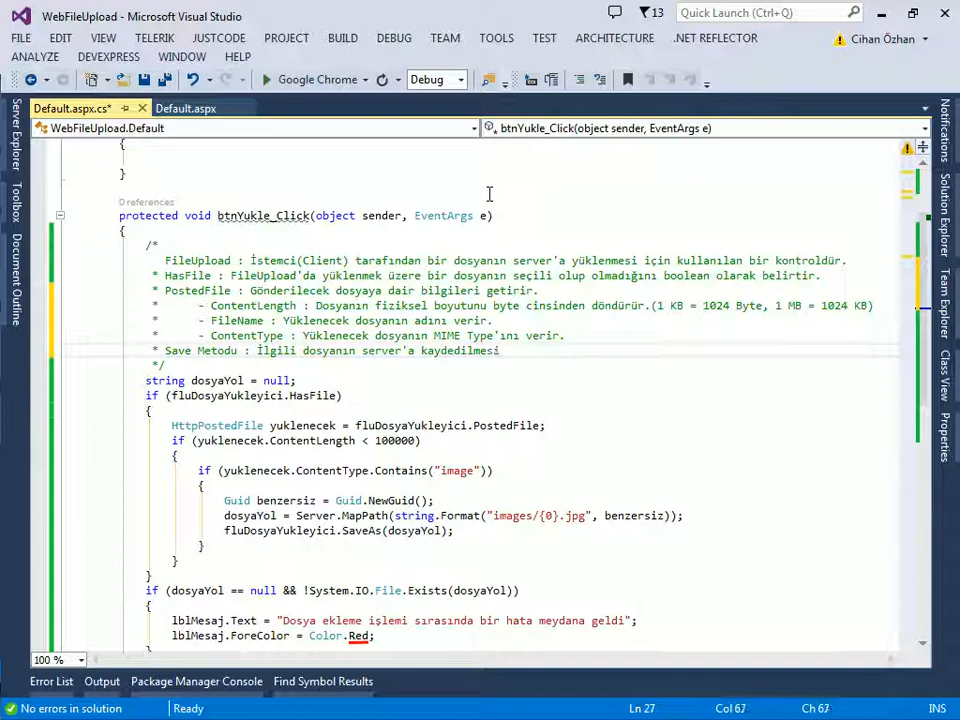 WebFileUpload - Microsoft Visual Studio
13
Quick Launch (Ctrl+Q)
FILE EDIT VIEW TELERIK JUSTCODE PROJECT BUILD DEBUG TEAM TOOLS TEST ARCHITECTURE .NET REFLECTOR
Cihan Özhan
ANALYZE DEVEXPRESS WINDOW HELP
Google Chrome
Debug
Default.aspx.cs*
Default.aspx
WebFileUpload.Default
btnYukle_Click(object sender, EventArgs e)
Server Explorer
Toolbox
Document Outline
{
}
0 references
protected void btnYukle_Click(object sender, EventArgs e)
{
/*
FileUpload : İstemci(Client) tarafından bir dosyanın server'a yüklenmesi için kullanılan bir kontroldür.
* HasFile : FileUpload'da yüklenmek üzere bir dosyanın seçili olup olmadığını boolean olarak belirtir.
* PostedFile : Gönderilecek dosyaya dair bilgileri getirir.
* - ContentLength : Dosyanın fiziksel boyutunu byte cinsinden döndürür.(1 KB = 1024 Byte, 1 MB = 1024 KB)
* - FileName : Yüklenecek dosyanın adını verir.
* - ContentType : Yüklenecek dosyanın MIME Type'ını verir.
* Save Metodu : İlgili dosyanın server'a kaydedilmesi
*/
string dosyaYol = null;
if (fluDosyaYukleyici.HasFile)
{
HttpPostedFile yuklenecek = fluDosyaYukleyici.PostedFile;
if (yuklenecek.ContentLength < 100000)
{
if (yuklenecek.ContentType.Contains("image"))
{
Guid benzersiz = Guid.NewGuid();
dosyaYol = Server.MapPath(string.Format("images/{0}.jpg", benzersiz));
fluDosyaYukleyici.SaveAs(dosyaYol);
}
}
}
if (dosyaYol == null && !System.IO.File.Exists(dosyaYol))
{
lblMesaj.Text = "Dosya ekleme işlemi sırasında bir hata meydana geldi";
lblMesaj.ForeColor = Color.Red;
}
Notifications
Solution Explorer
Team Explorer
Class View
Properties
100 %
Error List Output Package Manager Console Find Symbol Results
No errors in solution
Ready
Ln 27
Col 67
Ch 67
INS